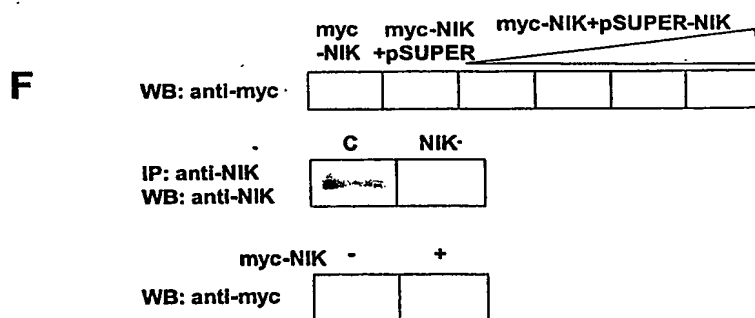 F
myc myc-NIK myc-NIK+pSUPER-NIK
-NIK +pSUPER
WB: anti-myc
C NIK-
IP: anti-NIK
WB: anti-NIK
myc-NIK - +
WB: anti-myc